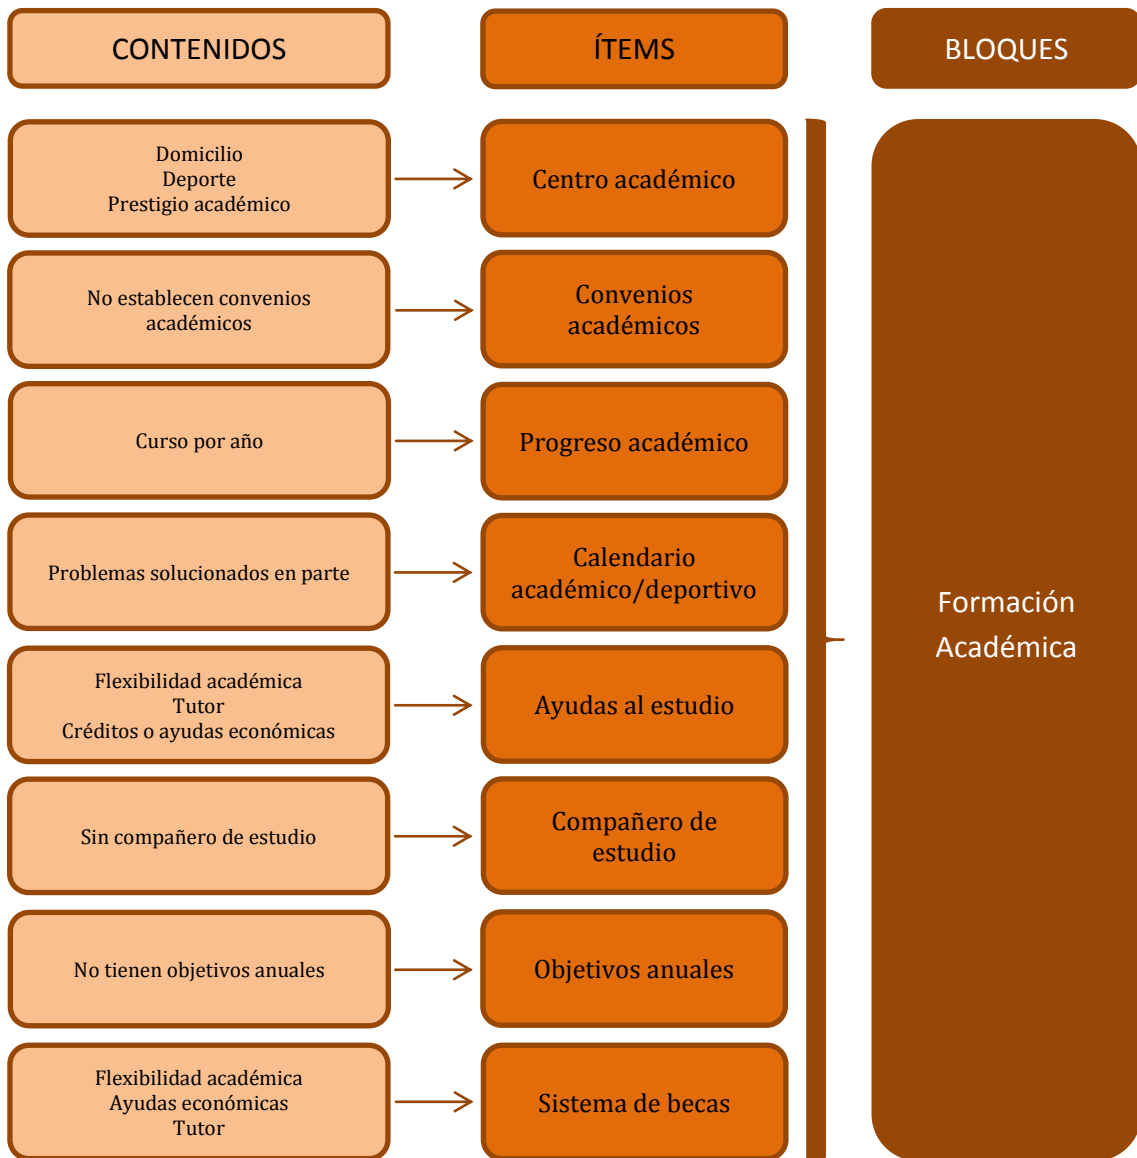 CONTENIDOS
ÍTEMS
BLOQUES
Domicilio
Deporte
Prestigio académico
Centro académico
No establecen convenios
académicos
Convenios
académicos
Curso por año
Progreso académico
Problemas solucionados en parte
Calendario
académico/deportivo
Flexibilidad académica
Tutor
Créditos o ayudas económicas
Ayudas al estudio
Sin compañero de estudio
Compañero de
estudio
No tienen objetivos anuales
Objetivos anuales
Flexibilidad académica
Ayudas económicas
Tutor
Sistema de becas
Formación
Académica